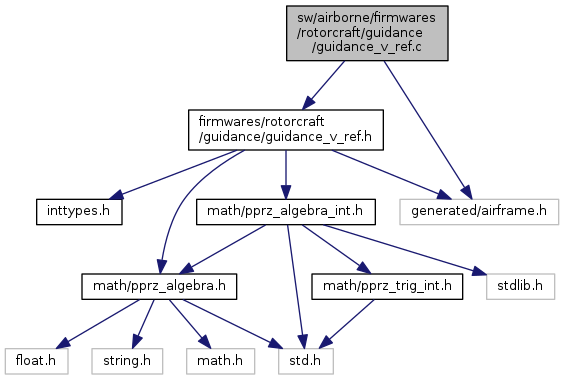 sw/airborne/firmwares
/rotorcraft/guidance
/guidance_v_ref.c
firmwares/rotorcraft
/guidance/guidance_v_ref.h
inttypes.h
math/pprz_algebra_int.h
generated/airframe.h
math/pprz_algebra.h
math/pprz_trig_int.h
stdlib.h
float.h
string.h
math.h
std.h